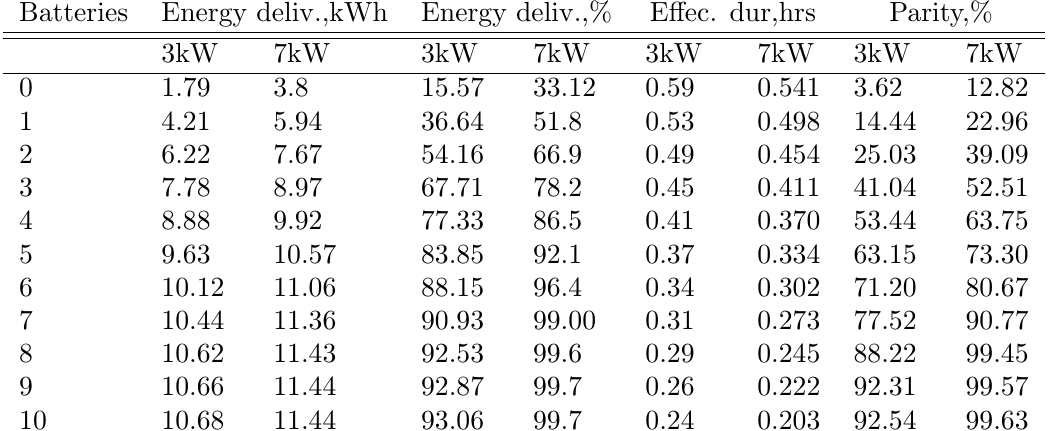 Batteries Energy deliv.,kWh Energy deliv.,% Effec. dur,hrs Parity,%
3kW 7kW 3kW 7kW 3kW 7kW 3kW 7kW
0 1.79 3.8 15.57 33.12 0.59 0.541 3.62 12.82
1 4.21 5.94 36.64 51.8 0.53 0.498 14.44 22.96
2 6.22 7.67 54.16 66.9 0.49 0.454 25.03 39.09
3 7.78 8.97 67.71 78.2 0.45 0.411 41.04 52.51
4 8.88 9.92 77.33 86.5 0.41 0.370 53.44 63.75
5 9.63 10.57 83.85 92.1 0.37 0.334 63.15 73.30
6 10.12 11.06 88.15 96.4 0.34 0.302 71.20 80.67
7 10.44 11.36 90.93 99.00 0.31 0.273 77.52 90.77
8 10.62 11.43 92.53 99.6 0.29 0.245 88.22 99.45
9 10.66 11.44 92.87 99.7 0.26 0.222 92.31 99.57
10 10.68 11.44 93.06 99.7 0.24 0.203 92.54 99.63